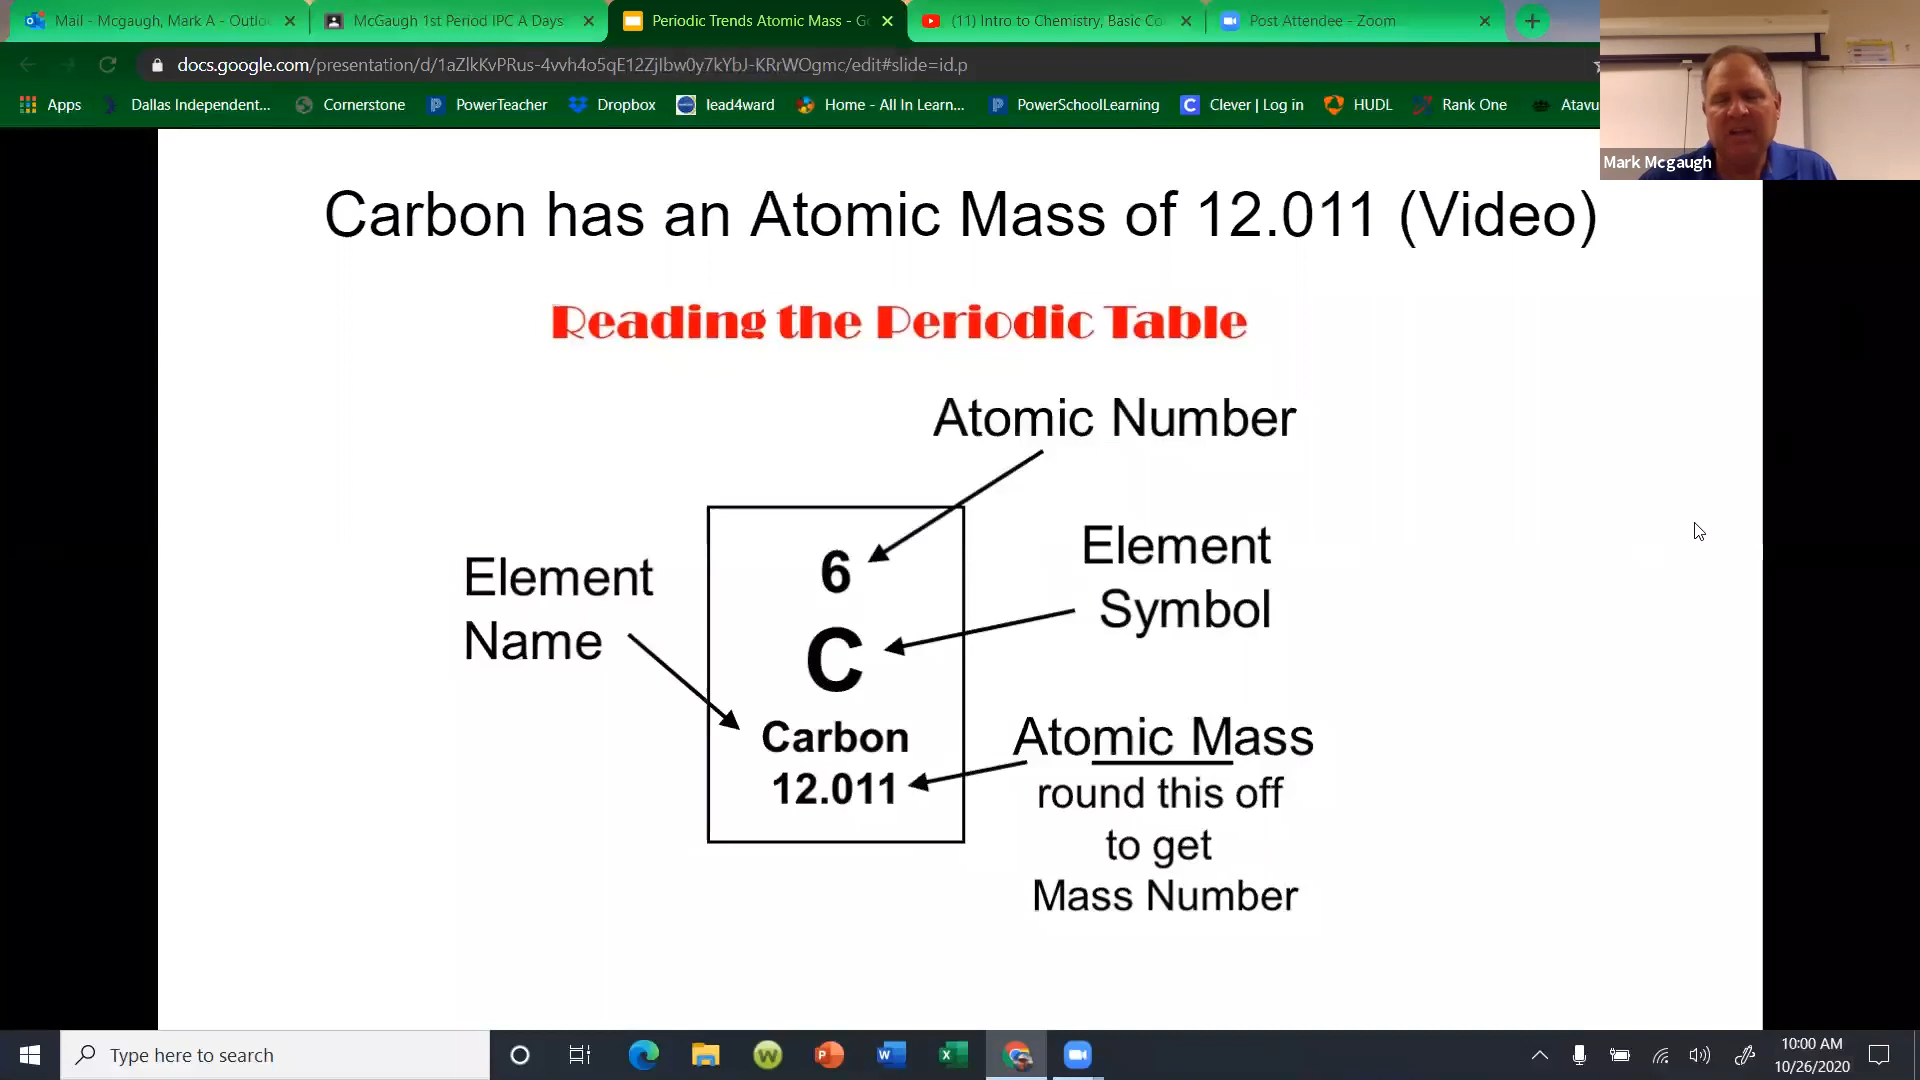 Mail - Mcgaugh, Mark A - Outlo
McGaugh 1st Period IPC A Days
Periodic Trends Atomic Mass - G
(11) Intro to Chemistry, Basic Co
Post Attendee - Zoom
docs.google.com/presentation/d/1aZlkKvPRus-4vvh4o5qE12ZjIbw0y7kYbJ-KRrWOgmc/edit#slide=id.p
Apps
Dallas Independent...
Cornerstone
PowerTeacher
Dropbox
lead4ward
Home - All In Learn...
PowerSchoolLearning
Clever | Log in
HUDL
Rank One
Atavu
Mark Mcgaugh
Carbon has an Atomic Mass of 12.011 (Video)
Reading the Periodic Table
Atomic Number
Element
Name
6
C
Carbon
12.011
Element
Symbol
Atomic Mass
round this off
to get
Mass Number
Type here to search
10:00 AM
10/26/2020